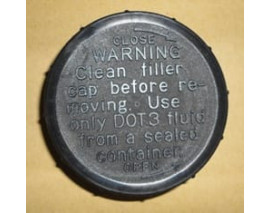 CLOSE
WARNING
Clean filler
cap before re-
moving. Use
only DOT3 fluid
from a sealed
container